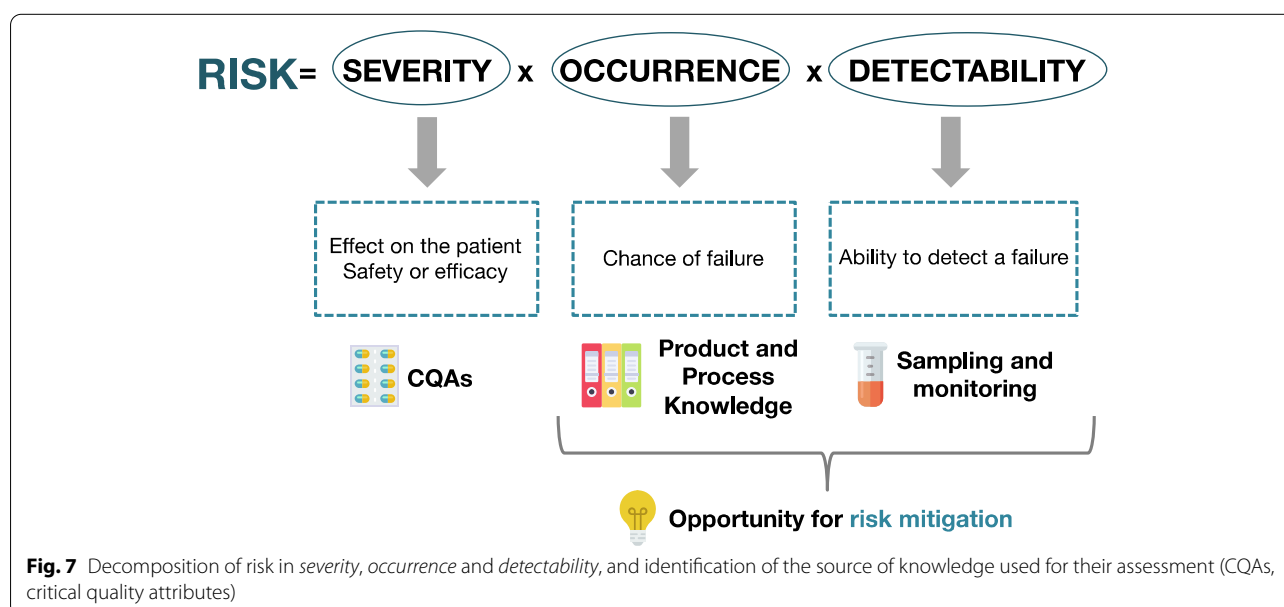 RISK= SEVERITY x OCCURRENCE x DETECTABILITY
Effect on the patient
Safety or efficacy
Chance of failure
Ability to detect a failure
CQAs
Product and
Process
Knowledge
Sampling and
monitoring
Opportunity for risk mitigation
Fig. 7 Decomposition of risk in severity, occurrence and detectability, and identification of the source of knowledge used for their assessment (CQAs,
critical quality attributes)